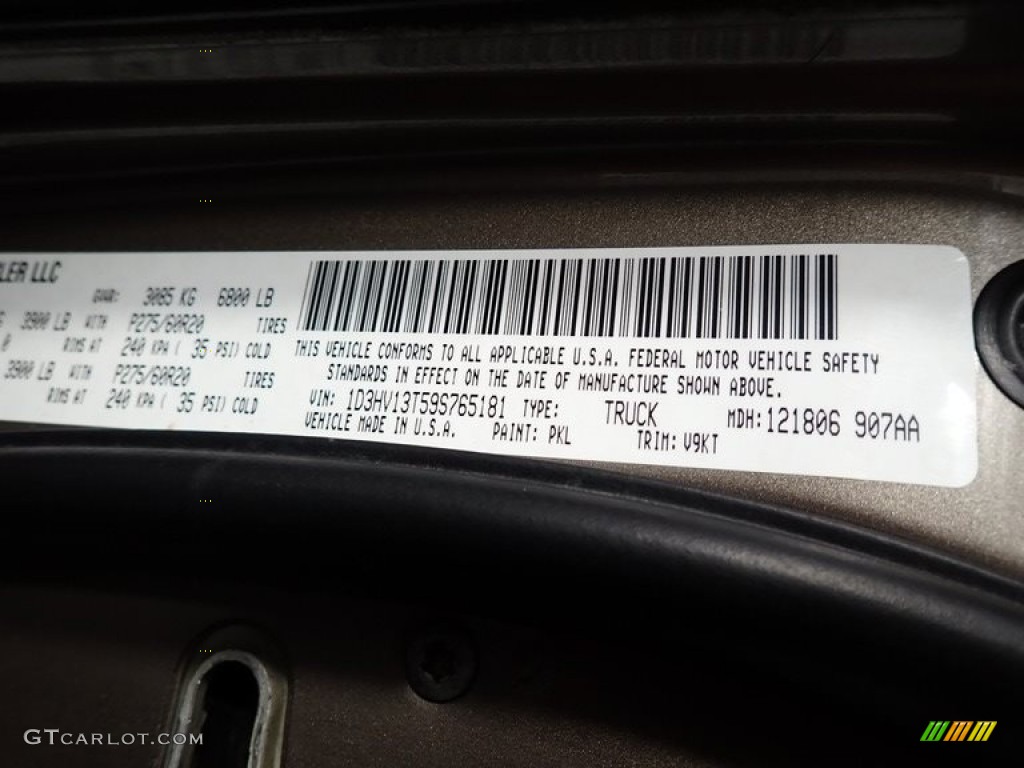 LER LLC
GVWR: 3085 KG 6800 LB
3900 LB WITH P275/60R20 TIRES
0 RIMS AT 240 KPA ( 35 PSI) COLD
3900 LB WITH P275/60R20 TIRES
RIMS AT 240 KPA ( 35 PSI) COLD
THIS VEHICLE CONFORMS TO ALL APPLICABLE U.S.A. FEDERAL MOTOR VEHICLE SAFETY
STANDARDS IN EFFECT ON THE DATE OF MANUFACTURE SHOWN ABOVE.
VIN: 1D3HV13T59S765181 TYPE: TRUCK MDH: 121806 907AA
VEHICLE MADE IN U.S.A. PAINT: PKL TRIM: V9KT
GTCARLOT.COM